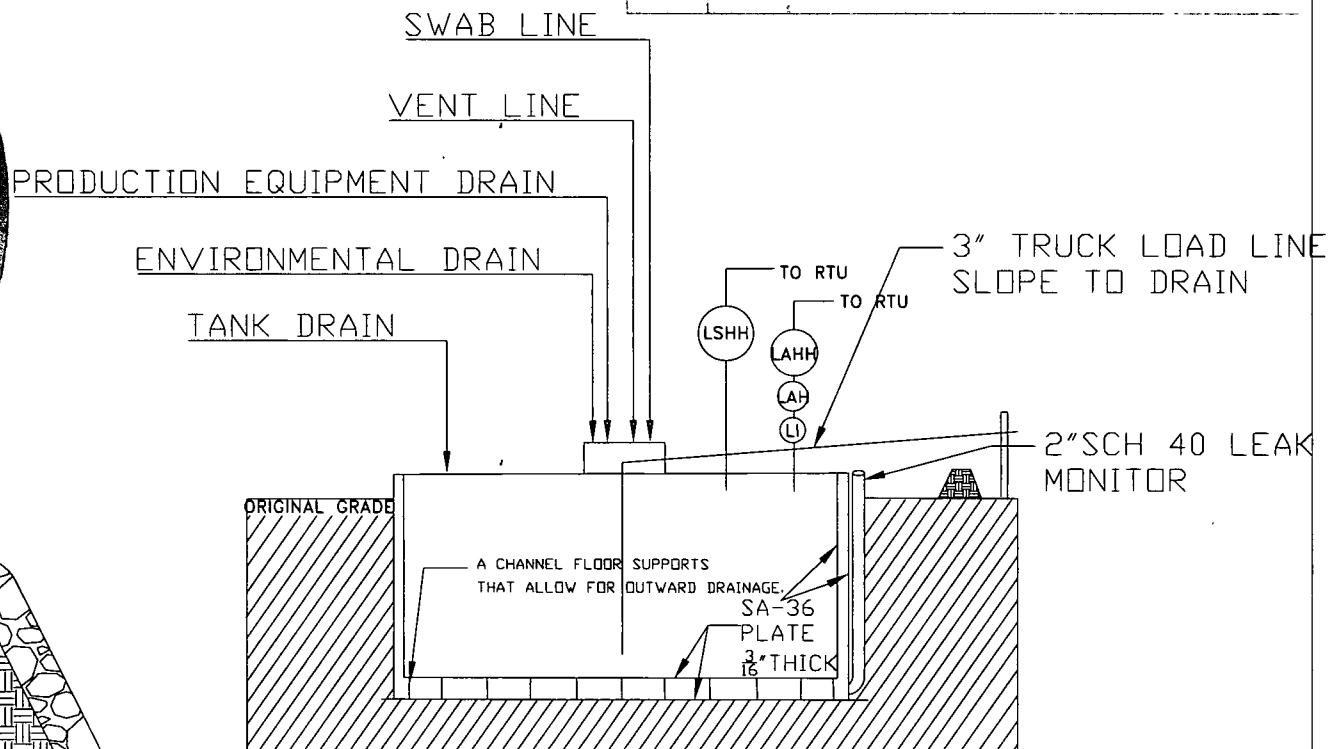 SWAB LINE
VENT LINE
PRODUCTION EQUIPMENT DRAIN
ENVIRONMENTAL DRAIN
TANK DRAIN
TO RTU
TO RTU
3" TRUCK LOAD LINE
SLOPE TO DRAIN
LSHH
LAHH
LAH
LI
2"SCH 40 LEAK
MONITOR
ORIGINAL GRADE
A CHANNEL FLOOR SUPPORTS
THAT ALLOW FOR OUTWARD DRAINAGE.
SA-36
PLATE
3/16" THICK